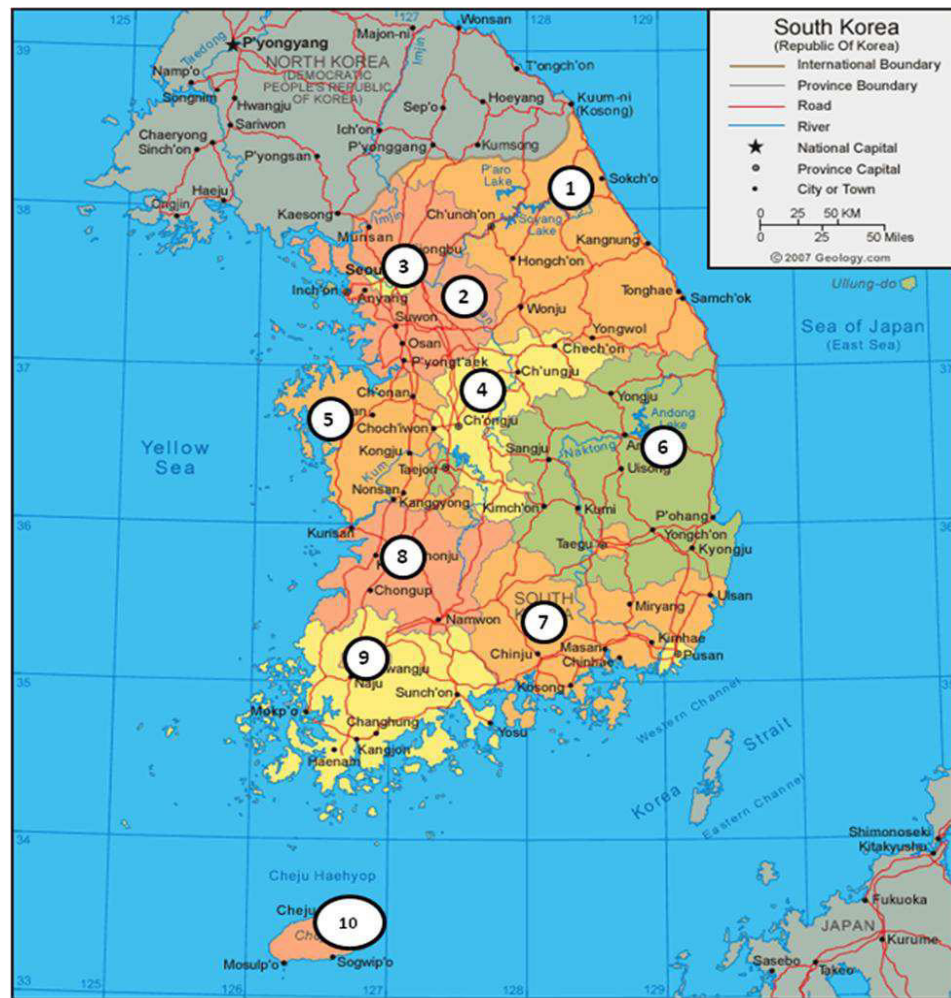 125
127
128
129
South Korea
(Republic Of Korea)
International Boundary
Province Boundary
Road
River
National Capital
Province Capital
City or Town
0 25 50 KM
0 25 50 Miles
© 2007 Geology.com
39
P'yongyang
NORTH KOREA
(DEMOCRATIC
PEOPLE'S REPUBLIC
OF KOREA)
Majon-ni
Wonsan
Imjin
T'ongch'on
Namp'o
Songnim
Hwangju
Sariwon
Sep'o
Hoeyang
Kuum-ni
(Kosong)
Chaeryong
Sinch'on
Ich'on
P'yonggang
Kumsong
P'yongsan
Haeju
Ongjin
P'aro
Lake
1
Sokch'o
38
Kaesong
Imjin
Munsan
Ch'unch'on
Soyang
Lake
Kangnung
Hongch'on
3
2
Inch'on
Anyang
Suwon
Wonju
Tonghae
Samch'ok
Ullung-do
Sea of Japan
(East Sea)
Osan
Yongwol
Chech'on
37
P'yongt'aek
Ch'ungju
4
Yongju
Ch'onan
5
Choch'iwon
Ch'ongju
Andong
Lake
6
Yellow
Sea
Kongju
Kum
Taejon
Sangju
Naktong
Uisong
Nonsan
Kanggyong
Kimch'on
Kumi
P'ohang
36
Kunsan
Taegu
Yongch'on
Kyongju
8
Chongup
SOUTH
Ulsan
Namwon
7
Miryang
Masan
Kimhae
Chinju
Chinhae
Pusan
9
Naju
Kosong
35
Sunch'on
Mokp'o
Changhung
Yosu
Kangjon
Haenam
Western Channel
Korea
Strait
Eastern Channel
34
Shimonoseki
Kitakyushu
Cheju Haehyop
Cheju
10
Mosulp'o
Sogwip'o
Fukuoka
JAPAN
Kurume
Sasebo
Takeo
33
125
126
127
128
129